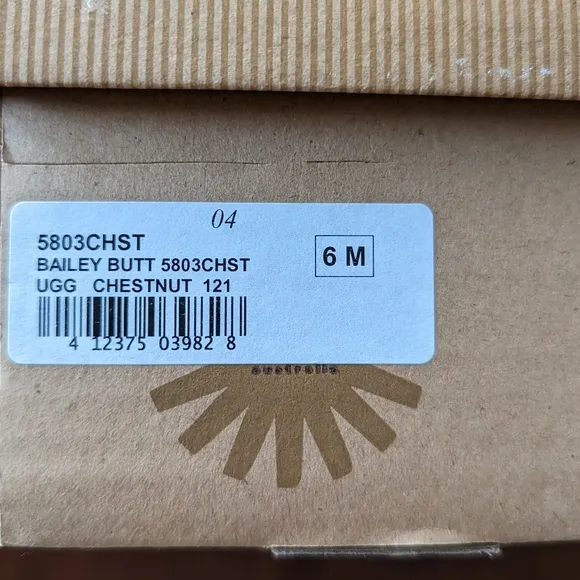 04
5803CHST
6 M
BAILEY BUTT 5803CHST
UGG CHESTNUT 121
4 12375 03982 8
australia